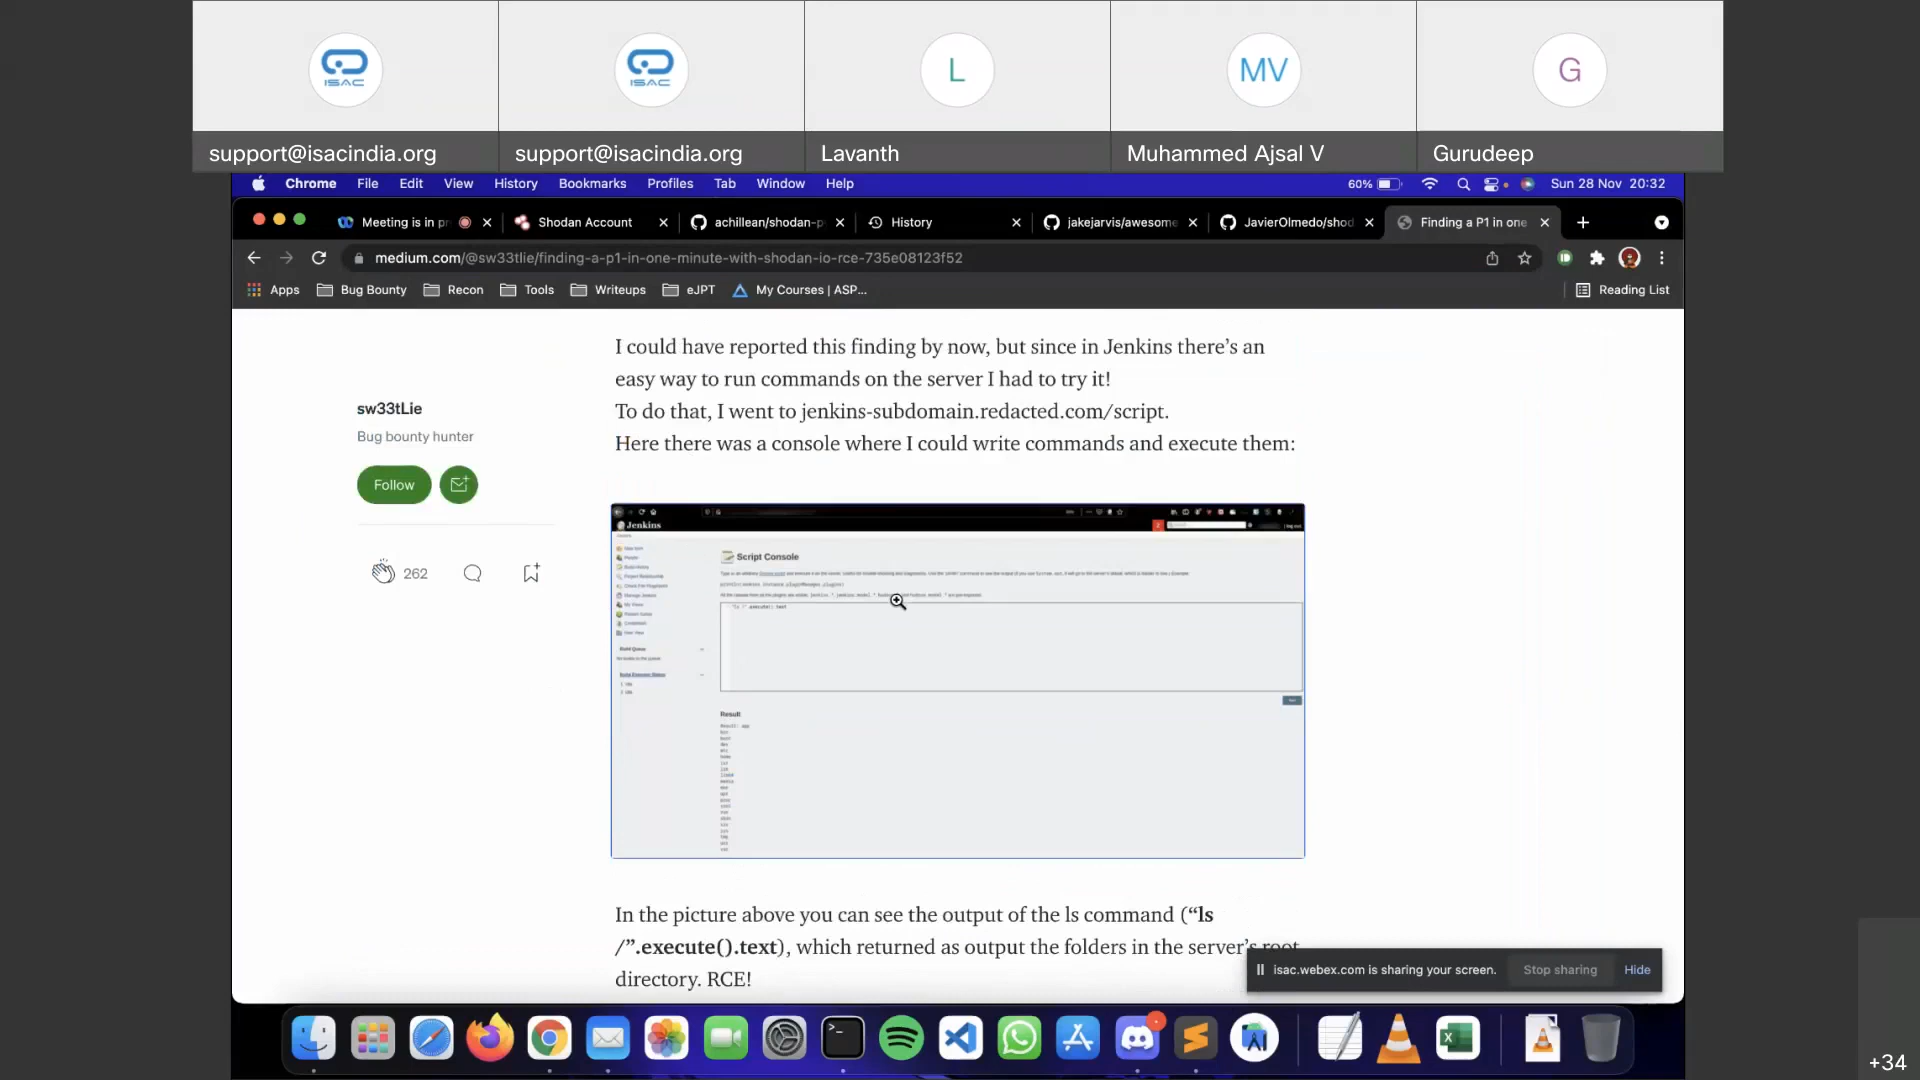 ISAC
ISAC
L
MV
G
support@isacindia.org
support@isacindia.org
Lavanth
Muhammed Ajsal V
Gurudeep
Chrome File Edit View History Bookmarks Profiles Tab Window Help
60% Sun 28 Nov 20:32
Meeting is in pr
Shodan Account
achillean/shodan-p
History
jakejarvis/awesome
JavierOlmedo/shod
Finding a P1 in one
medium.com/@sw33tlie/finding-a-p1-in-one-minute-with-shodan-io-rce-735e08123f52
Apps Bug Bounty Recon Tools Writeups eJPT My Courses | ASP... Reading List
sw33tLie
Bug bounty hunter
Follow
262
I could have reported this finding by now, but since in Jenkins there's an
easy way to run commands on the server I had to try it!
To do that, I went to jenkins-subdomain.redacted.com/script.
Here there was a console where I could write commands and execute them:
Jenkins
Script Console
Result
In the picture above you can see the output of the ls command (“ls
/”.execute().text), which returned as output the folders in the server's root
directory. RCE!
isac.webex.com is sharing your screen. Stop sharing Hide
+34